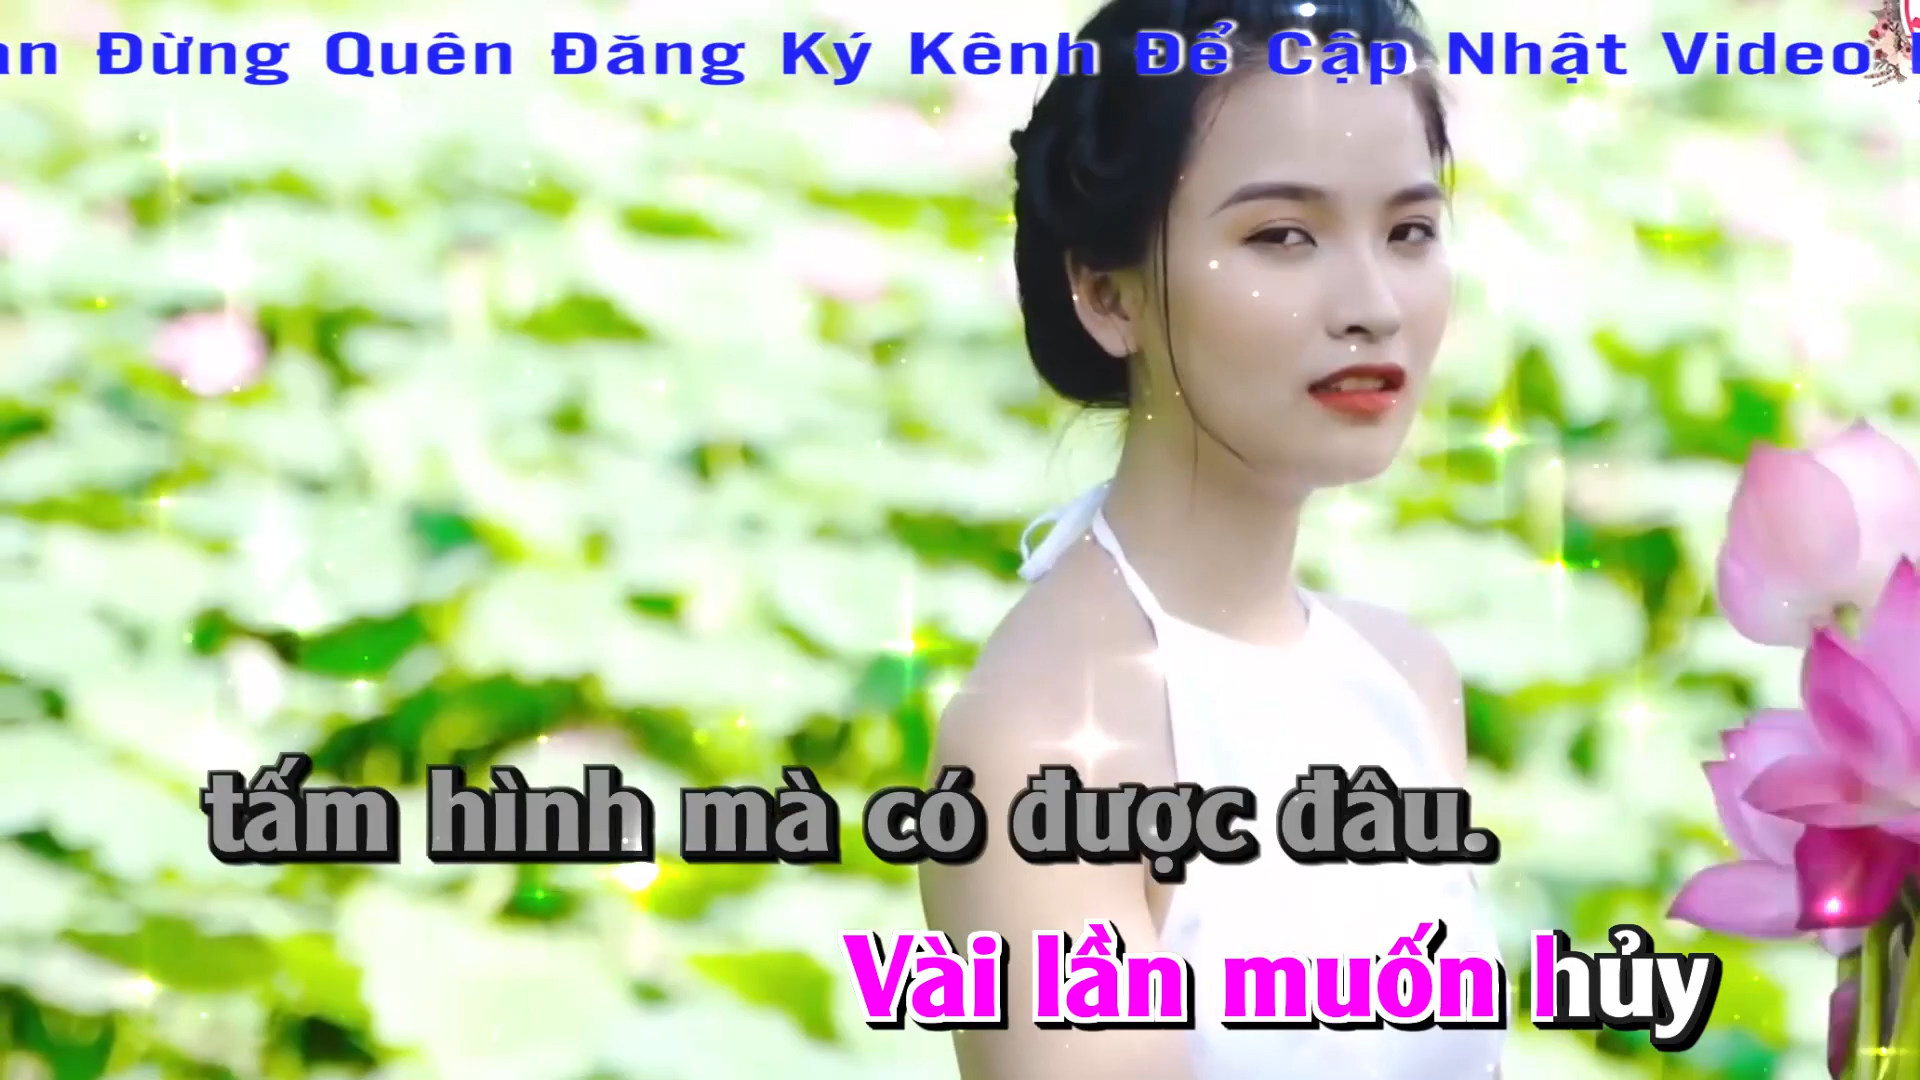 Đừng Quên Đăng Ký Kênh Để Cập Nhật Video
tấm hình mà có được đâu.
Vài lần muốn hủy